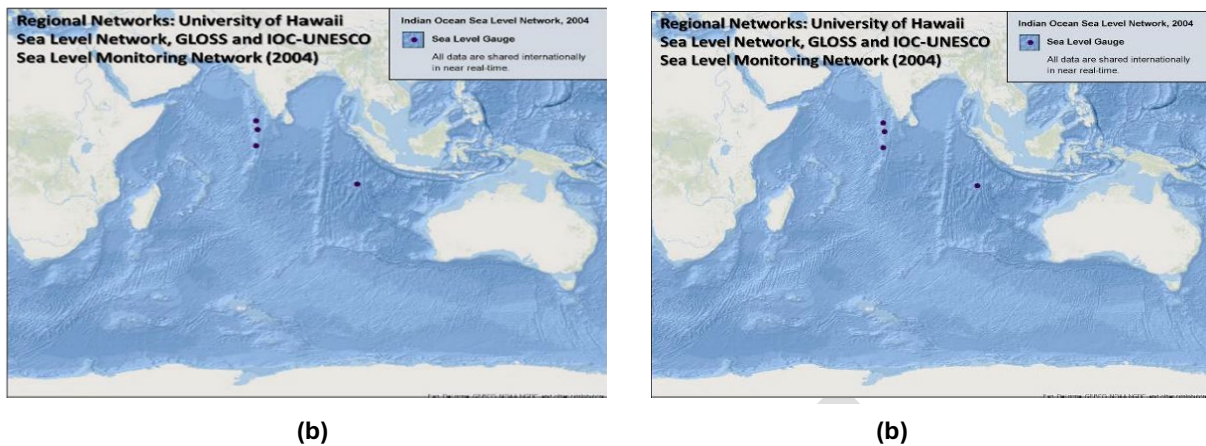 Regional Networks: University of Hawaii
Sea Level Network, GLOSS and IOC-UNESCO
Sea Level Monitoring Network (2004)
Indian Ocean Sea Level Network, 2004
Sea Level Gauge
All data are shared internationally
in near real-time.
(b)
Regional Networks: University of Hawaii
Sea Level Network, GLOSS and IOC-UNESCO
Sea Level Monitoring Network (2004)
Indian Ocean Sea Level Network, 2004
Sea Level Gauge
All data are shared internationally
in near real-time.
(b)